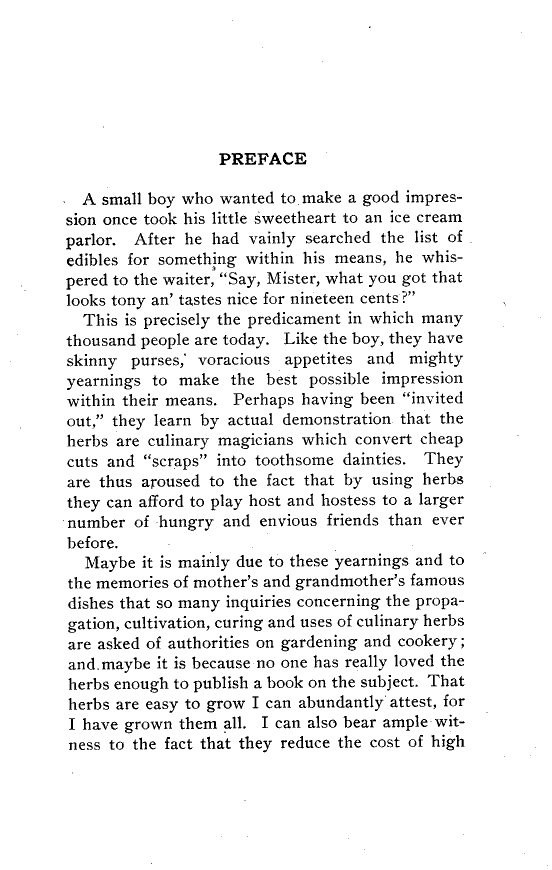 PREFACE
A small boy who wanted to make a good impres-
sion once took his little sweetheart to an ice cream
parlor. After he had vainly searched the list of
edibles for something within his means, he whis-
pered to the waiter, “Say, Mister, what you got that
looks tony an’ tastes nice for nineteen cents?”
This is precisely the predicament in which many
thousand people are today. Like the boy, they have
skinny purses, voracious appetites and mighty
yearnings to make the best possible impression
within their means. Perhaps having been “invited
out,” they learn by actual demonstration that the
herbs are culinary magicians which convert cheap
cuts and “scraps” into toothsome dainties. They
are thus aroused to the fact that by using herbs
they can afford to play host and hostess to a larger
number of hungry and envious friends than ever
before.
Maybe it is mainly due to these yearnings and to
the memories of mother’s and grandmother’s famous
dishes that so many inquiries concerning the propa-
gation, cultivation, curing and uses of culinary herbs
are asked of authorities on gardening and cookery;
and maybe it is because no one has really loved the
herbs enough to publish a book on the subject. That
herbs are easy to grow I can abundantly attest, for
I have grown them all. I can also bear ample wit-
ness to the fact that they reduce the cost of high